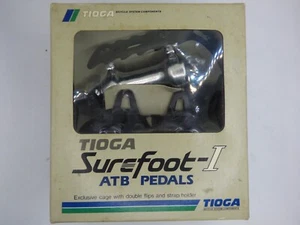 TIOGA
TIOGA
Surefoot-I
ATB PEDALS
Exclusive cage with double flips and strap holder.
TIOGA